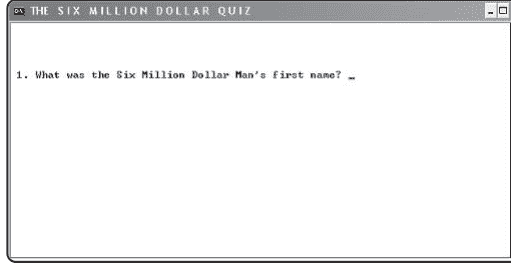 THE SIX MILLION DOLLAR QUIZ
1. What was the Six Million Dollar Man's first name? _